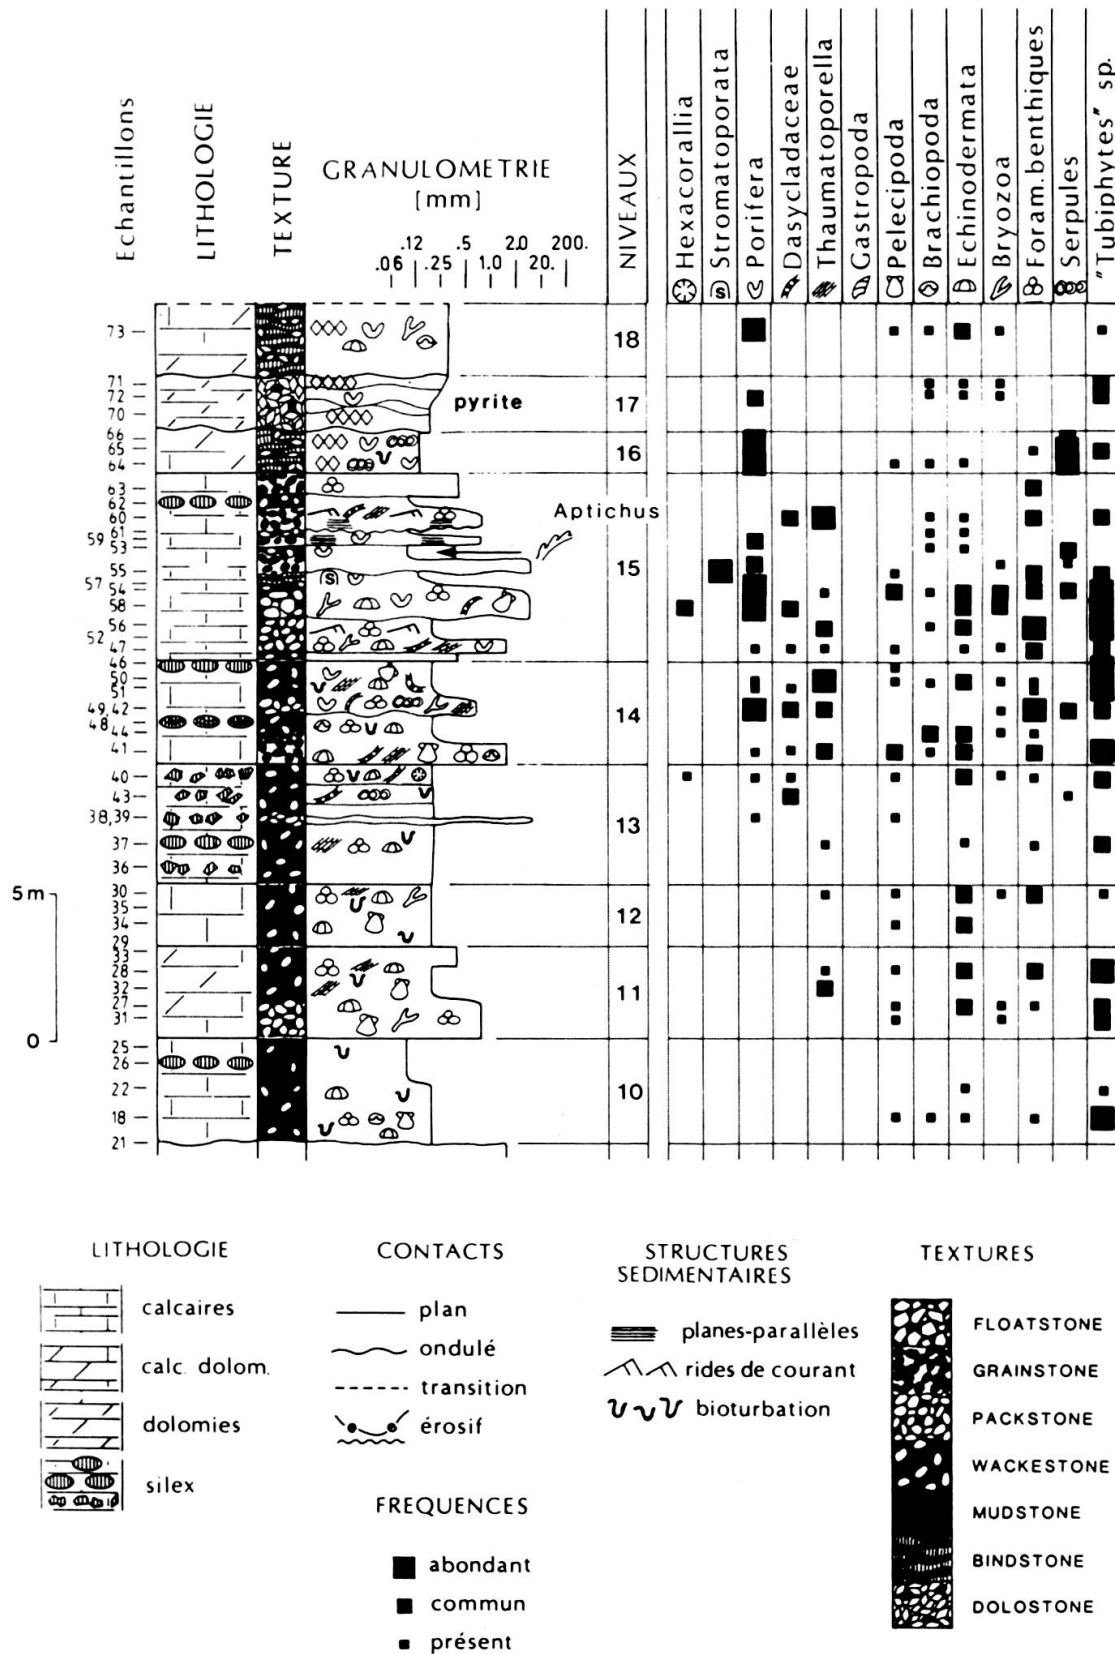 Echantillons
LITHOLOGIE
TEXTURE
GRANULOMETRIE
[mm]
.12 .5 2.0 200.
.06 .25 1.0 20.
NIVEAUX
Hexacorallia
Stromatoporata
Porifera
Dasycladaceae
Thaumatoporella
Gastropoda
Pelecipoda
Brachiopoda
Echinodermata
Bryozoa
Foram.benthiques
Serpules
"Tubiphytes" sp.
73
18
71
72
pyrite
17
70
66
65
16
64
63
62
60
Aptichus
61
59
53
55
15
57
54
58
56
52
47
46
50
51
49,42
14
48
44
41
40
43
38,39
13
37
36
5m
30
35
12
34
29
33
28
32
11
27
31
0
25
26
22
10
18
21
LITHOLOGIE
calcaires
calc. dolom.
dolomies
silex
CONTACTS
plan
ondulé
transition
érosif
FREQUENCES
abondant
commun
présent
STRUCTURES
SEDIMENTAIRES
planes-parallèles
rides de courant
bioturbation
TEXTURES
FLOATSTONE
GRAINSTONE
PACKSTONE
WACKESTONE
MUDSTONE
BINDSTONE
DOLOSTONE